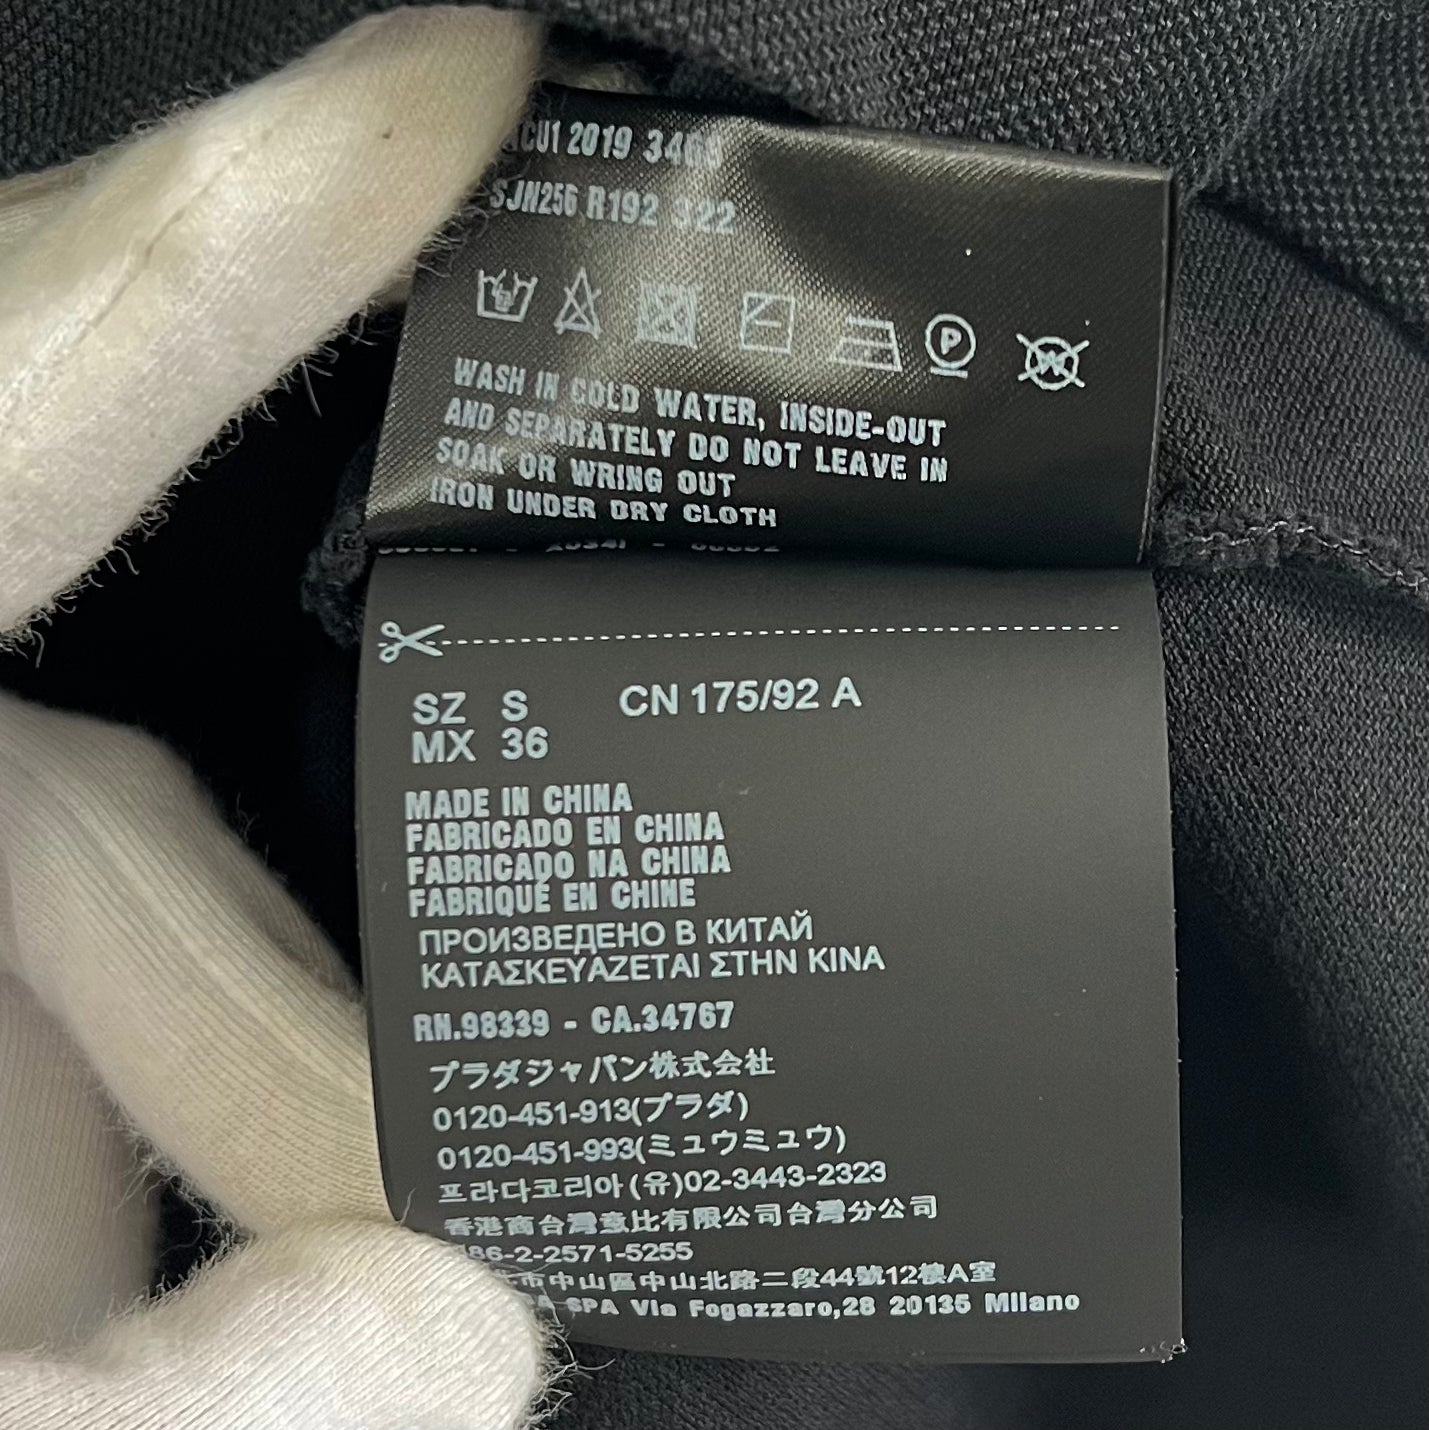 2019
SJN256 R192 322
P
W
WASH IN COLD WATER, INSIDE-OUT
AND SEPARATELY DO NOT LEAVE IN
SOAK OR WRING OUT
IRON UNDER DRY CLOTH
SZ S CN 175/92 A
MX 36
MADE IN CHINA
FABRICADO EN CHINA
FABRICADO NA CHINA
FABRIQUÉ EN CHINE
ПРОИЗВЕДЕНО В КИТАЙ
ΚΑΤΑΣΚΕΥΑΖΕΤΑΙ ΣΤΗΝ ΚΙΝΑ
RN.98339 - CA.34767
プラダジャパン株式会社
0120-451-913(プラダ)
0120-451-993(ミュウミュウ)
프라다코리아(유)02-3443-2323
香港商台灣意比有限公司台灣分公司
86-2-2571-5255
市中山區中山北路二段44號12樓A室
SPA Via Fogazzaro,28 20135 Milano